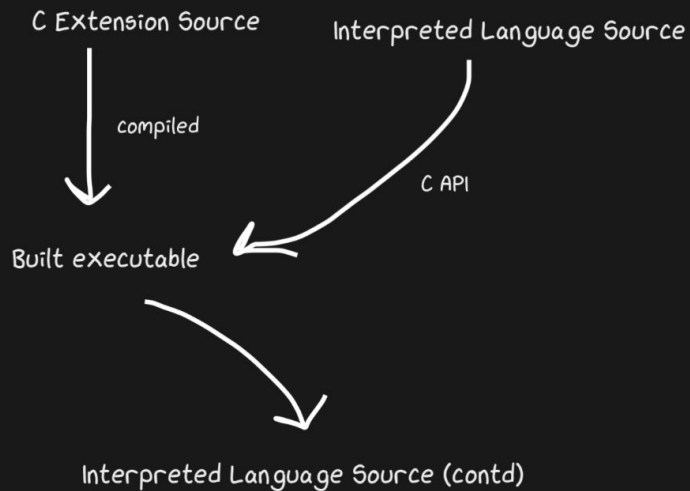 C Extension Source
Interpreted Language Source
compiled
C API
Built executable
Interpreted Language Source (contd)